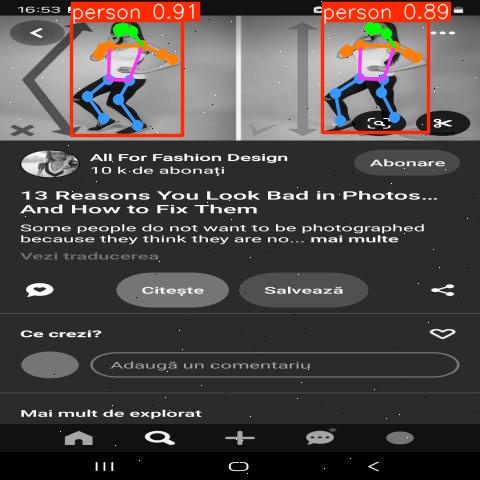 16:53
person 0.91
person 0.89
All For Fashion Design
10 k de abonați
Abonare
13 Reasons You Look Bad in Photos...
And How to Fix Them
Some people do not want to be photographed
because they think they are no... mai multe
Vezi traducerea
Citește
Salvează
Ce crezi?
Adaugă un comentariu
Mai mult de explorat